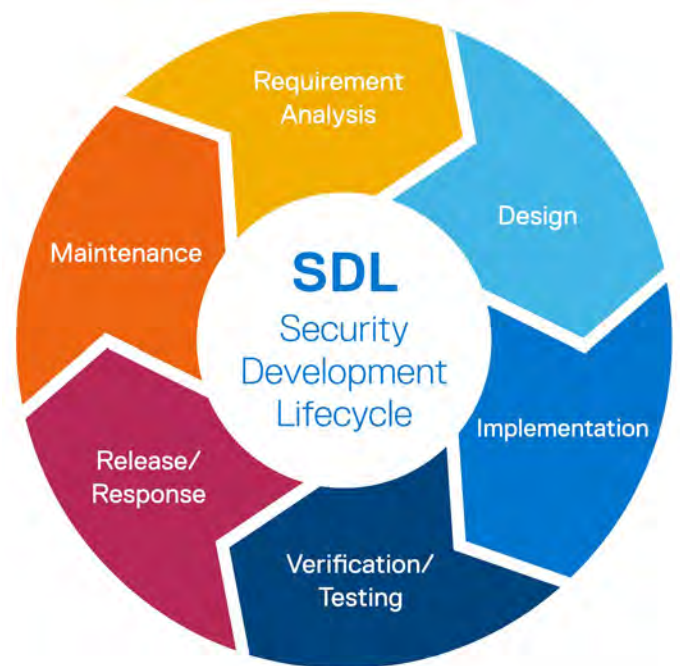 Requirement
Analysis
Design
Implementation
Verification/
Testing
Release/
Response
Maintenance
SDL
Security
Development
Lifecycle